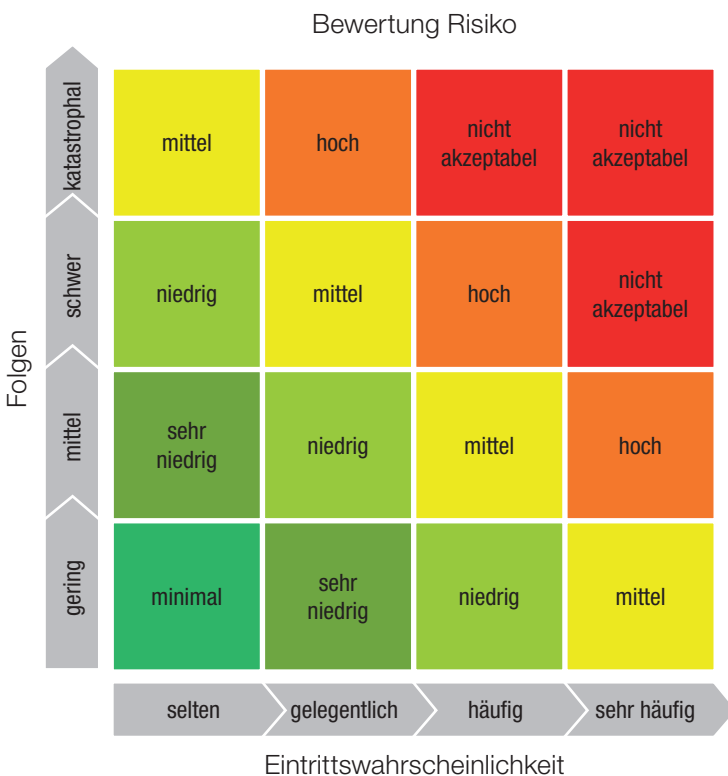 Bewertung Risiko
Folgen
katastrophal
mittel
hoch
nicht
akzeptabel
nicht
akzeptabel
schwer
niedrig
mittel
hoch
nicht
akzeptabel
mittel
sehr
niedrig
niedrig
mittel
hoch
gering
minimal
sehr
niedrig
niedrig
mittel
selten
gelegentlich
häufig
sehr häufig
Eintrittswahrscheinlichkeit